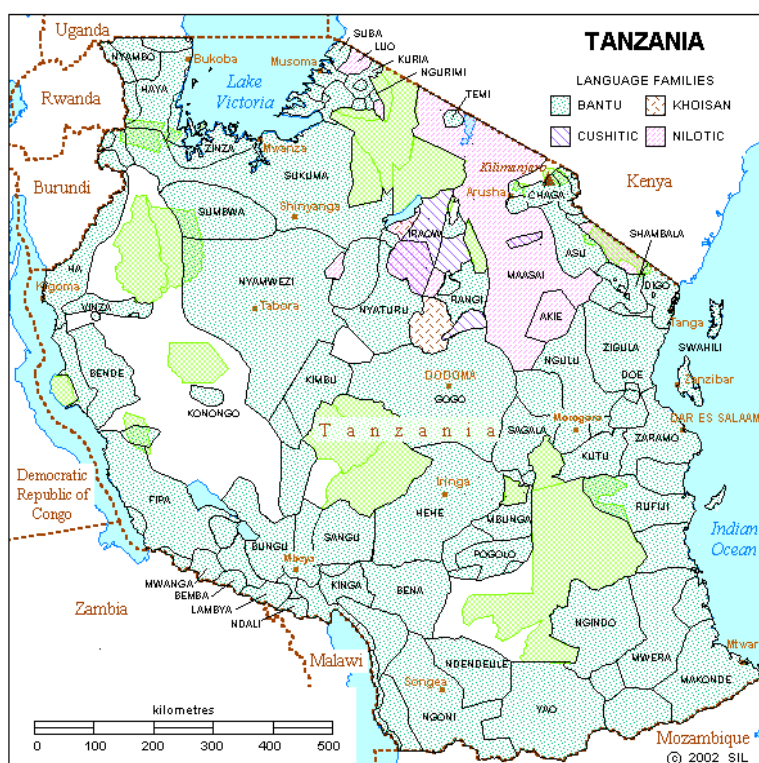 TANZANIA
LANGUAGE FAMILIES
BANTU
KHOISAN
CUSHITIC
NILOTIC
Uganda
Rwanda
Burundi
Democratic
Republic of
Congo
Zambia
Malawi
Mozambique
Kenya
Indian
Ocean
Lake
Victoria
NYAMBO
Bukoba
HAYA
Musoma
SUBA
LUO
KURIA
NGURIMI
TEMI
ZINZA
Mwanza
SUKUMA
Kilimanjaro
CHAGA
Arusha
SUMBWA
Shinyanga
IRAQW
MAASAI
ASU
SHAMBALA
DIGO
HA
Kigoma
VINZA
NYAMWEZI
Tabora
NYATURU
RANGI
AKIE
Tanga
SWAHILI
NGULU
ZIGULA
DOE
Zanzibar
BENDE
KIMBU
KONONGO
DODOMA
GOGO
Tanzania
SAGALA
Morogoro
DAR ES SALAAM
ZARAMO
KUTU
FIPA
Iringa
HEHE
MBUNGA
RUFIJI
POGOLO
BUNGU
SANGU
Mbeya
MWANGA
BEMBA
LAMBYA
NDALI
KINGA
BENA
NGINDO
NDENDEULE
MWERA
Mtwar
MAKONDE
Songea
NGONI
YAO
kilometres
0 100 200 300 400 500
© 2002 SIL